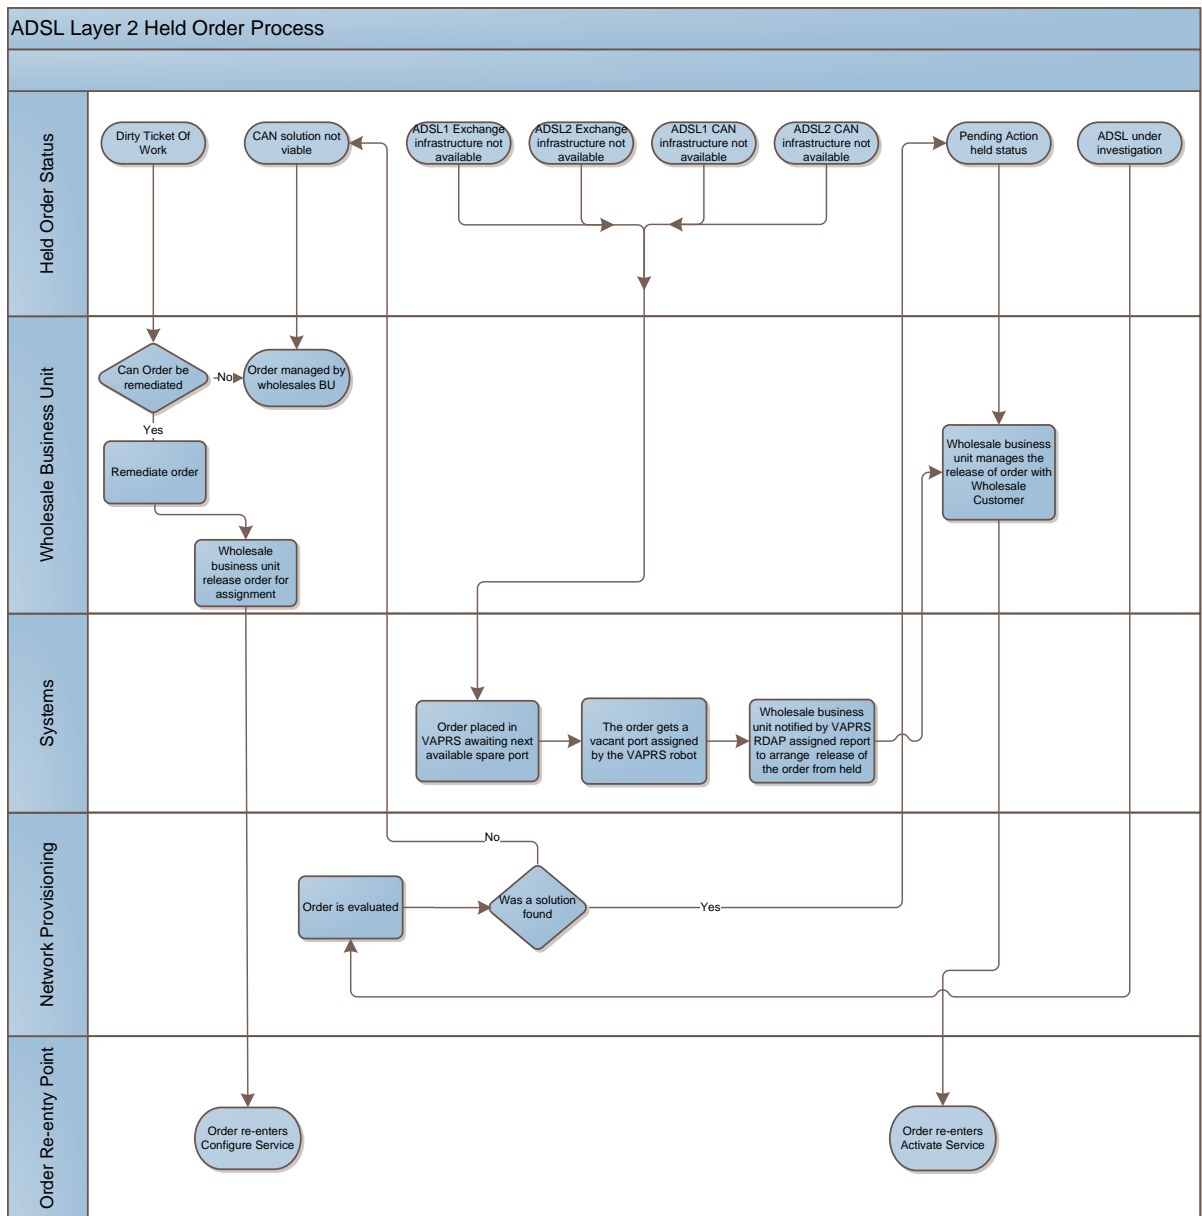 ADSL Layer 2 Held Order Process
Held Order Status
Dirty Ticket Of
Work
CAN solution not
viable
ADSL1 Exchange
infrastructure not
available
ADSL2 Exchange
infrastructure not
available
ADSL1 CAN
infrastructure not
available
ADSL2 CAN
infrastructure not
available
Pending Action
held status
ADSL under
investigation
Wholesale Business Unit
Can Order be
remediated
No
Order managed by
wholesales BU
Yes
Remediate order
Wholesale
business unit
release order for
assignment
Wholesale business
unit manages the
release of order with
Wholesale
Customer
Systems
Order placed in
VAPRS awaiting next
available spare port
The order gets a
vacant port assigned
by the VAPRS robot
Wholesale business
unit notified by VAPRS
RDAP assigned report
to arrange release of
the order from held
Network Provisioning
No
Order is evaluated
Was a solution
found
Yes
Order Re-entry Point
Order re-enters
Configure Service
Order re-enters
Activate Service